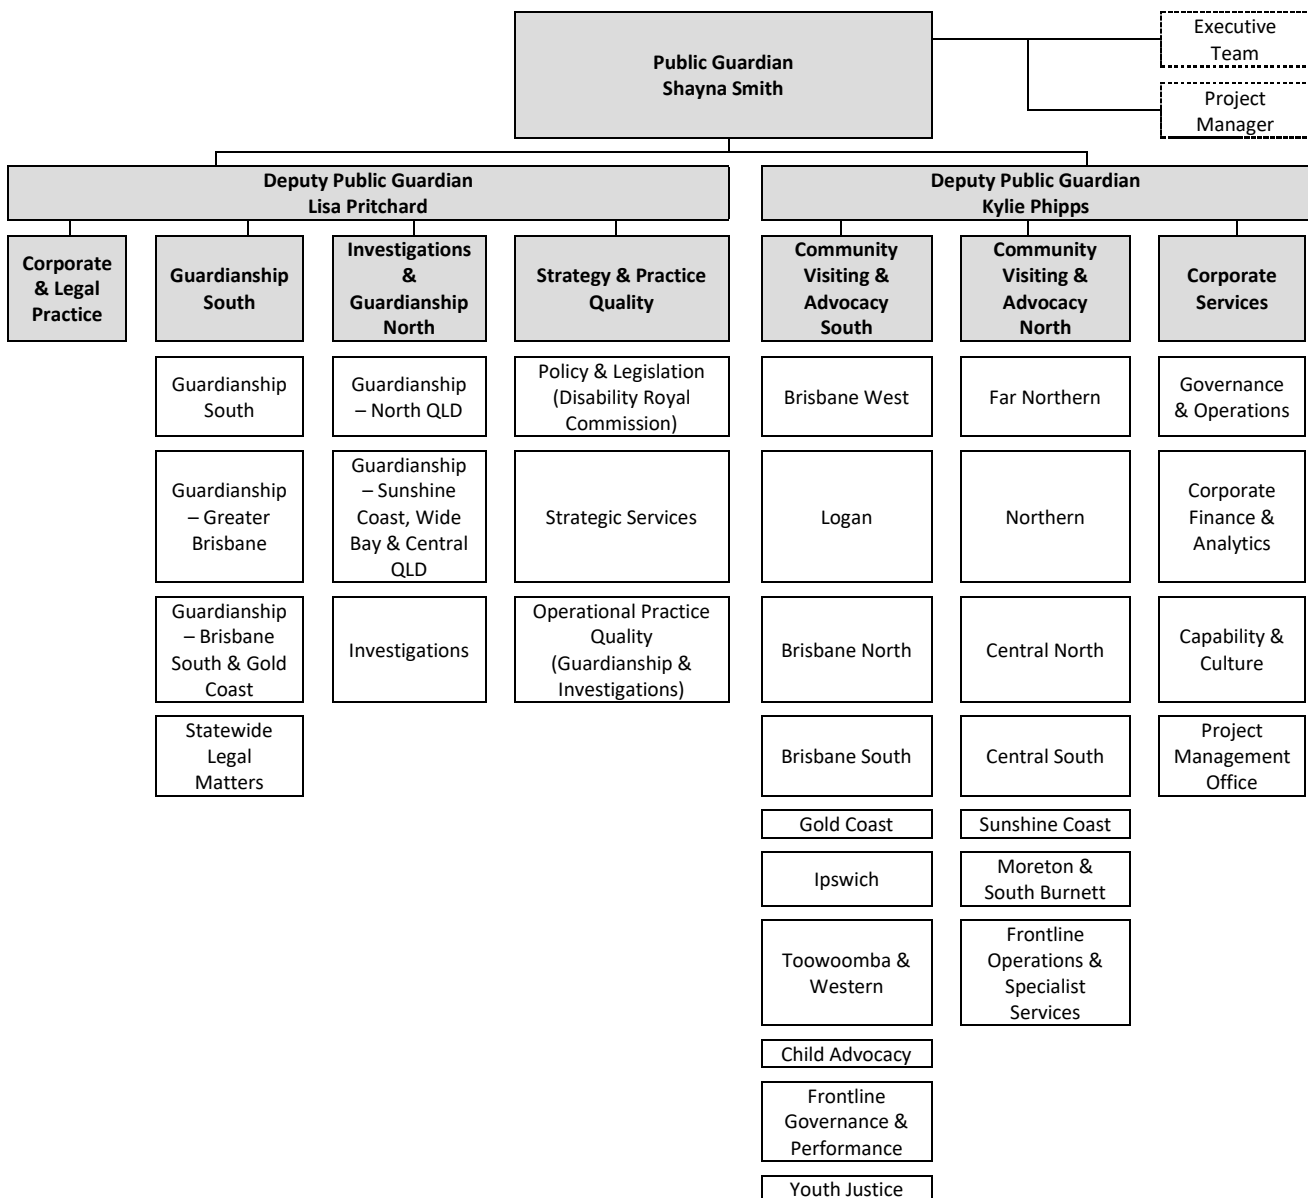 Public Guardian
Shayna Smith
Executive
Team
Project
Manager
Deputy Public Guardian
Lisa Pritchard
Deputy Public Guardian
Kylie Phipps
Corporate
& Legal
Practice
Guardianship
South
Investigations
&
Guardianship
North
Strategy & Practice
Quality
Community
Visiting &
Advocacy
South
Community
Visiting &
Advocacy
North
Corporate
Services
Guardianship
South
Guardianship
– North QLD
Policy & Legislation
(Disability Royal
Commission)
Brisbane West
Far Northern
Governance
& Operations
Guardianship
– Greater
Brisbane
Guardianship
– Sunshine
Coast, Wide
Bay & Central
QLD
Strategic Services
Logan
Northern
Corporate
Finance &
Analytics
Guardianship
– Brisbane
South & Gold
Coast
Investigations
Operational Practice
Quality
(Guardianship &
Investigations)
Brisbane North
Central North
Capability &
Culture
Statewide
Legal
Matters
Brisbane South
Central South
Project
Management
Office
Gold Coast
Sunshine Coast
Ipswich
Moreton &
South Burnett
Toowoomba &
Western
Frontline
Operations &
Specialist
Services
Child Advocacy
Frontline
Governance &
Performance
Youth Justice